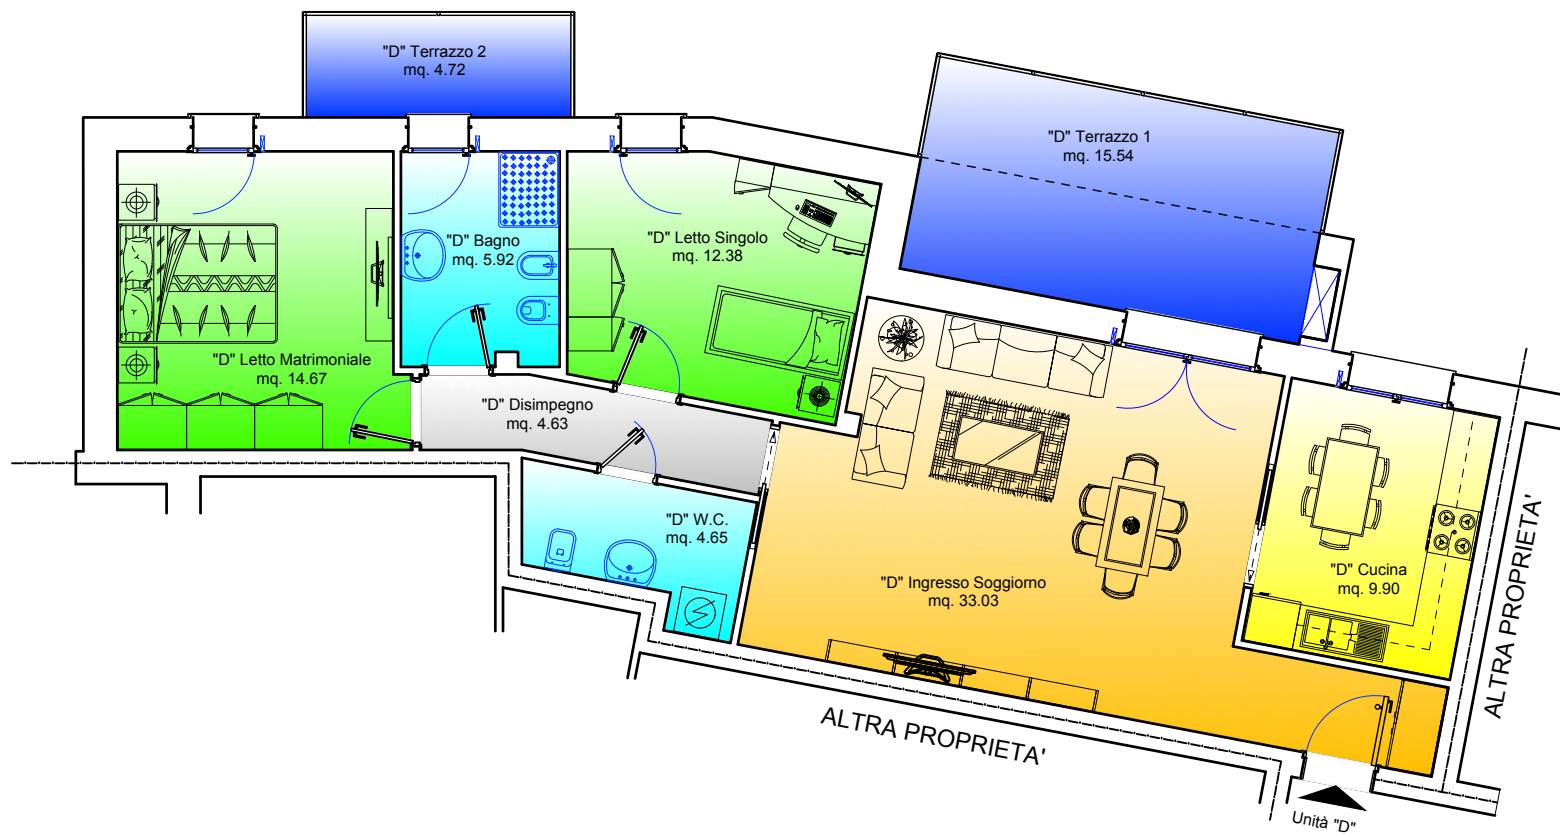 "D" Terrazzo 2
mq. 4.72
"D" Terrazzo 1
mq. 15.54
"D" Bagno
mq. 5.92
"D" Letto Singolo
mq. 12.38
"D" Letto Matrimoniale
mq. 14.67
"D" Disimpegno
mq. 4.63
"D" W.C.
mq. 4.65
"D" Ingresso Soggiorno
mq. 33.03
"D" Cucina
mq. 9.90
ALTRA PROPRIETA'
ALTRA PROPRIETA'
Unità "D"